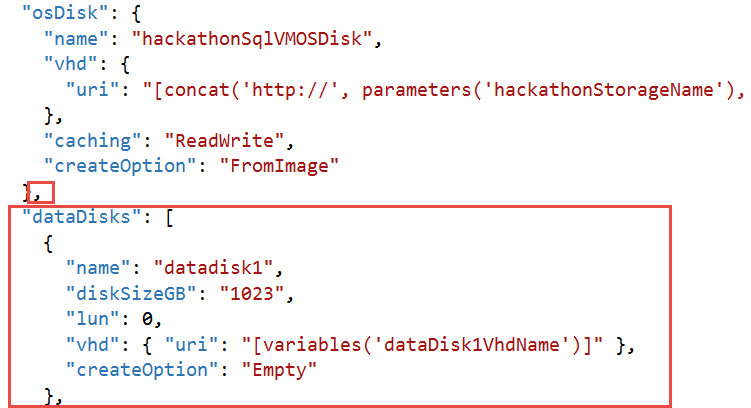 "osDisk": {
"name": "hackathonSqlVMOSDisk",
"vhd": {
"uri": "[concat('http://', parameters('hackathonStorageName'),
},
"caching": "ReadWrite",
"createOption": "FromImage"
},
"dataDisks": [
{
"name": "datadisk1",
"diskSizeGB": "1023",
"lun": 0,
"vhd": { "uri": "[variables('dataDisk1VhdName')]" },
"createOption": "Empty"
},